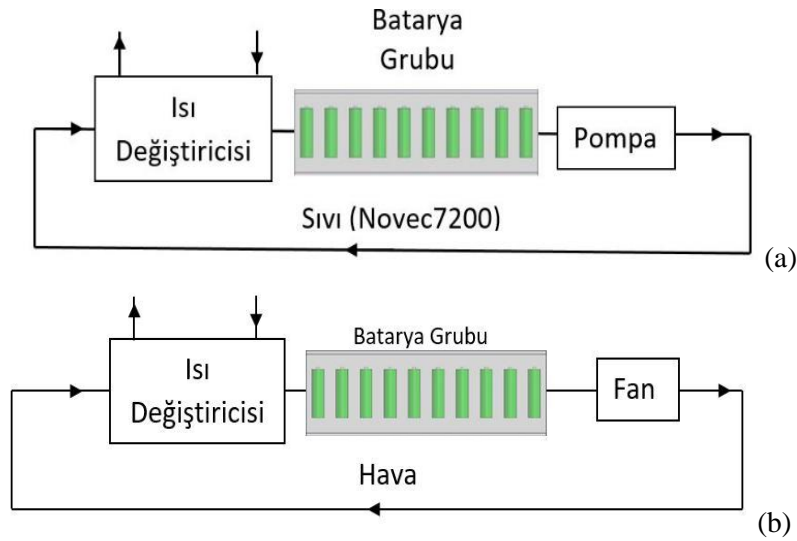 Batarya
Grubu
Isı
Değiştiricisi
Pompa
Sıvı (Novec7200)
(a)
Batarya Grubu
Isı
Değiştiricisi
Fan
Hava
(b)